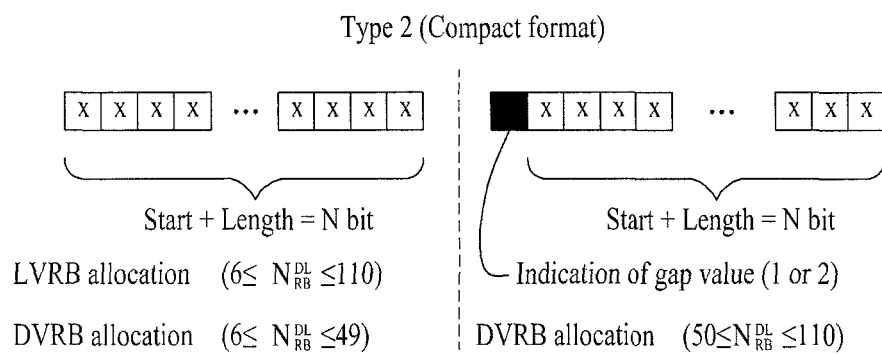 Type 2 (Compact format)
X X X X ... X X X X
Start + Length = N bit
LVRB allocation (6≤ N_RB^DL ≤110)
DVRB allocation (6≤ N_RB^DL ≤49)
X X X X ... X X X
Start + Length = N bit
Indication of gap value (1 or 2)
DVRB allocation (50≤N_RB^DL ≤110)